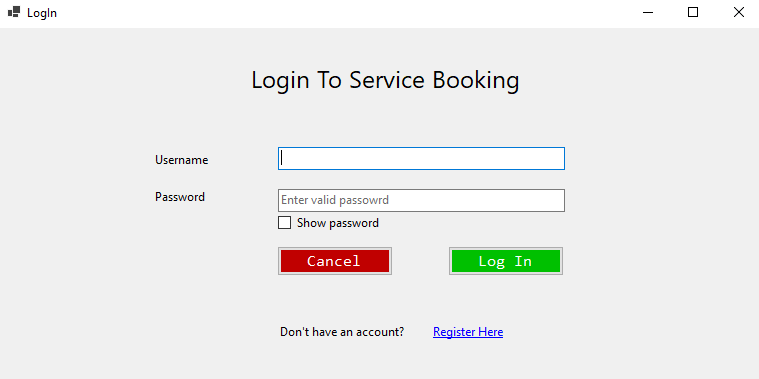 LogIn
Login To Service Booking
Username
Password
Enter valid passowrd
Show password
Cancel
Log In
Don't have an account?
Register Here